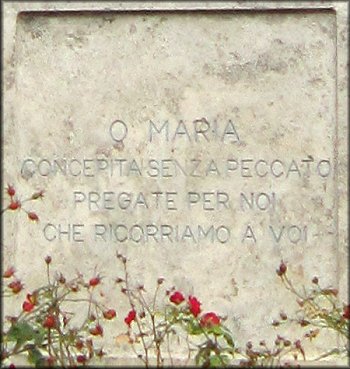 O MARIA
CONCEPITA SENZA PECCATO
PREGATE PER NOI
CHE RICORRIAMO A VOI